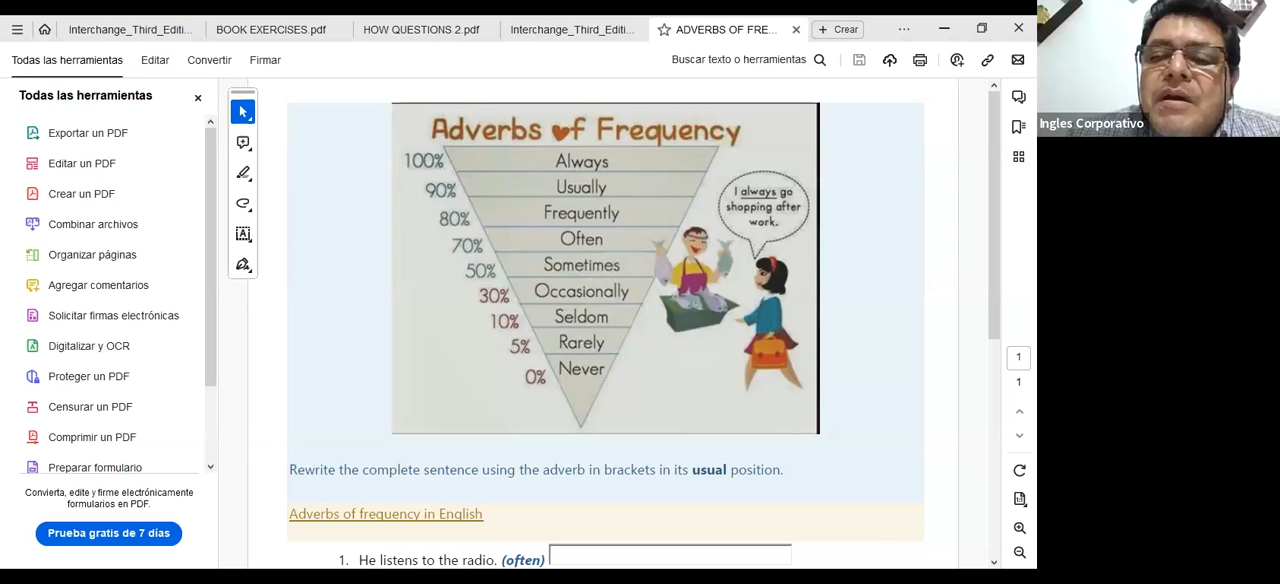 Interchange_Third_Editi...
BOOK EXERCISES.pdf
HOW QUESTIONS 2.pdf
Interchange_Third_Editi...
ADVERBS OF FRE...
Crear
Todas las herramientas
Editar
Convertir
Firmar
Buscar texto o herramientas
Todas las herramientas
Exportar un PDF
Editar un PDF
Crear un PDF
Combinar archivos
Organizar páginas
Agregar comentarios
Solicitar firmas electrónicas
Digitalizar y OCR
Proteger un PDF
Censurar un PDF
Comprimir un PDF
Preparar formulario
Convierta, edite y firme electrónicamente
formularios en PDF.
Prueba gratis de 7 días
Adverbs of Frequency
100% Always
90% Usually
80% Frequently
70% Often
50% Sometimes
30% Occasionally
10% Seldom
5% Rarely
0% Never
I always go
shopping after
work.
Rewrite the complete sentence using the adverb in brackets in its usual position.
Adverbs of frequency in English
1. He listens to the radio. (often)
1
1
Ingles Corporativo